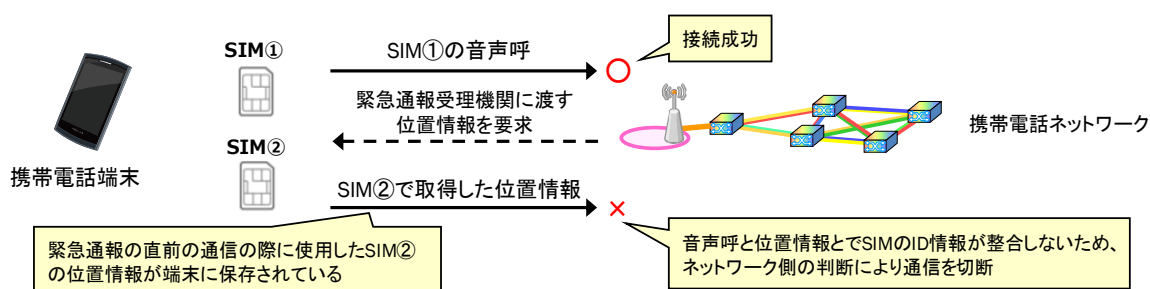 SIM①
SIM①の音声呼
接続成功
緊急通報受理機関に渡す
位置情報を要求
携帯電話ネットワーク
SIM②
携帯電話端末
SIM②で取得した位置情報
緊急通報の直前の通信の際に使用したSIM②
の位置情報が端末に保存されている
音声呼と位置情報とでSIMのID情報が整合しないため、
ネットワーク側の判断により通信を切断